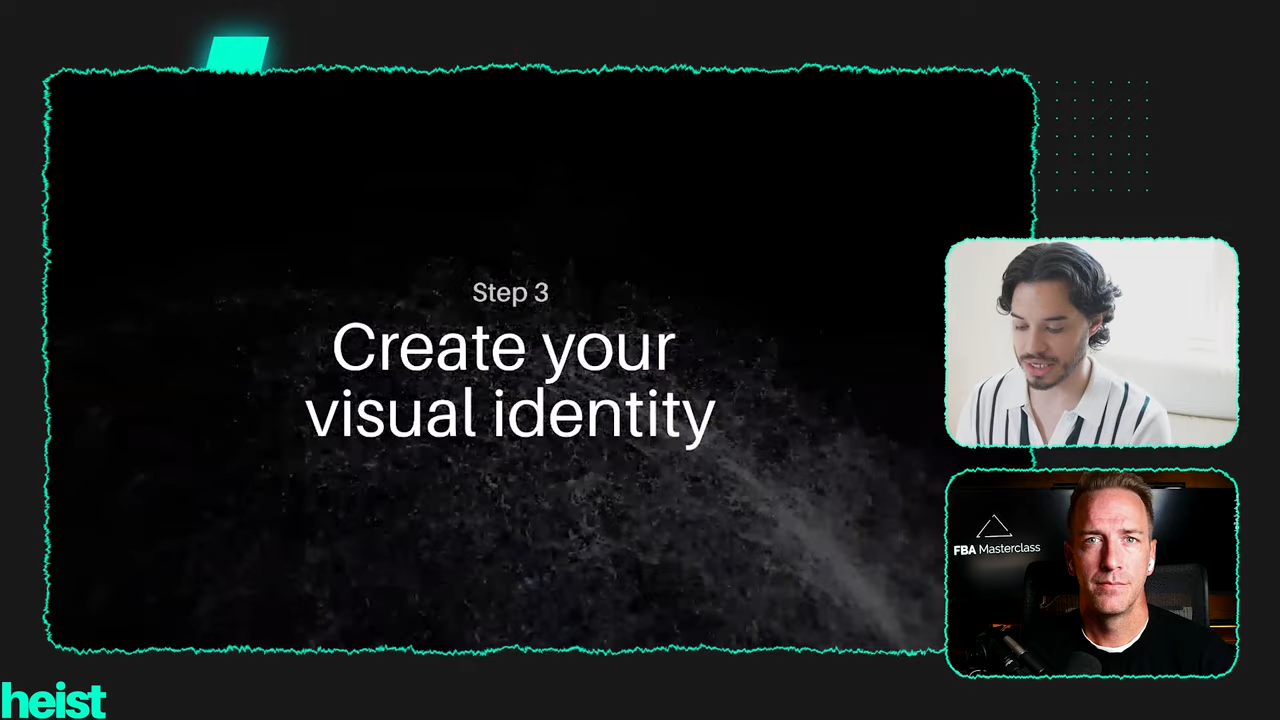 Step 3
Create your
visual identity
FBA Masterclass
heist